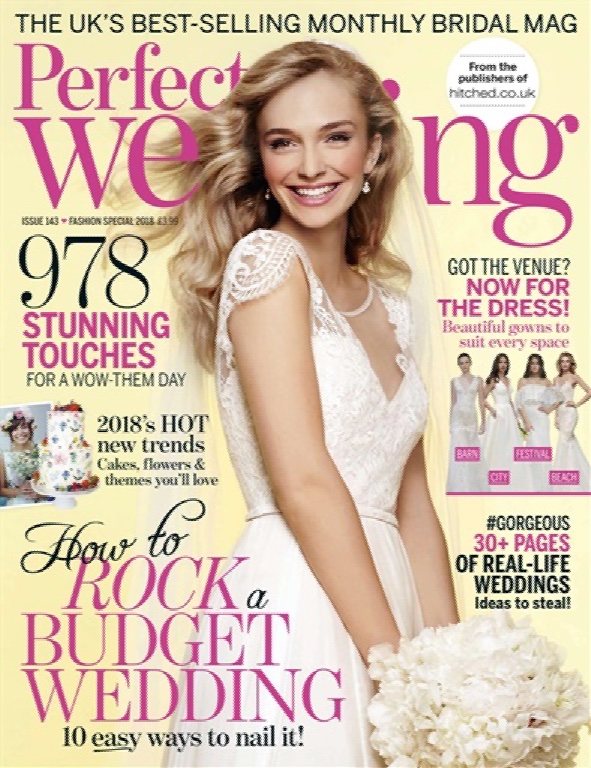 THE UK'S BEST-SELLING MONTHLY BRIDAL MAG
Perfect
We ng
From the
publishers of
hitched.co.uk
ISSUE 143 ♥ FASHION SPECIAL 2018 £3.99
978
STUNNING
TOUCHES
FOR A WOW-THEM DAY
GOT THE VENUE?
NOW FOR
THE DRESS!
Beautiful gowns to
suit every space
BARN
FESTIVAL
CITY
BEACH
2018's HOT
new trends
Cakes, flowers &
themes you'll love
#GORGEOUS
30+ PAGES
OF REAL-LIFE
WEDDINGS
Ideas to steal!
How to
ROCK a
BUDGET
WEDDING
10 easy ways to nail it!